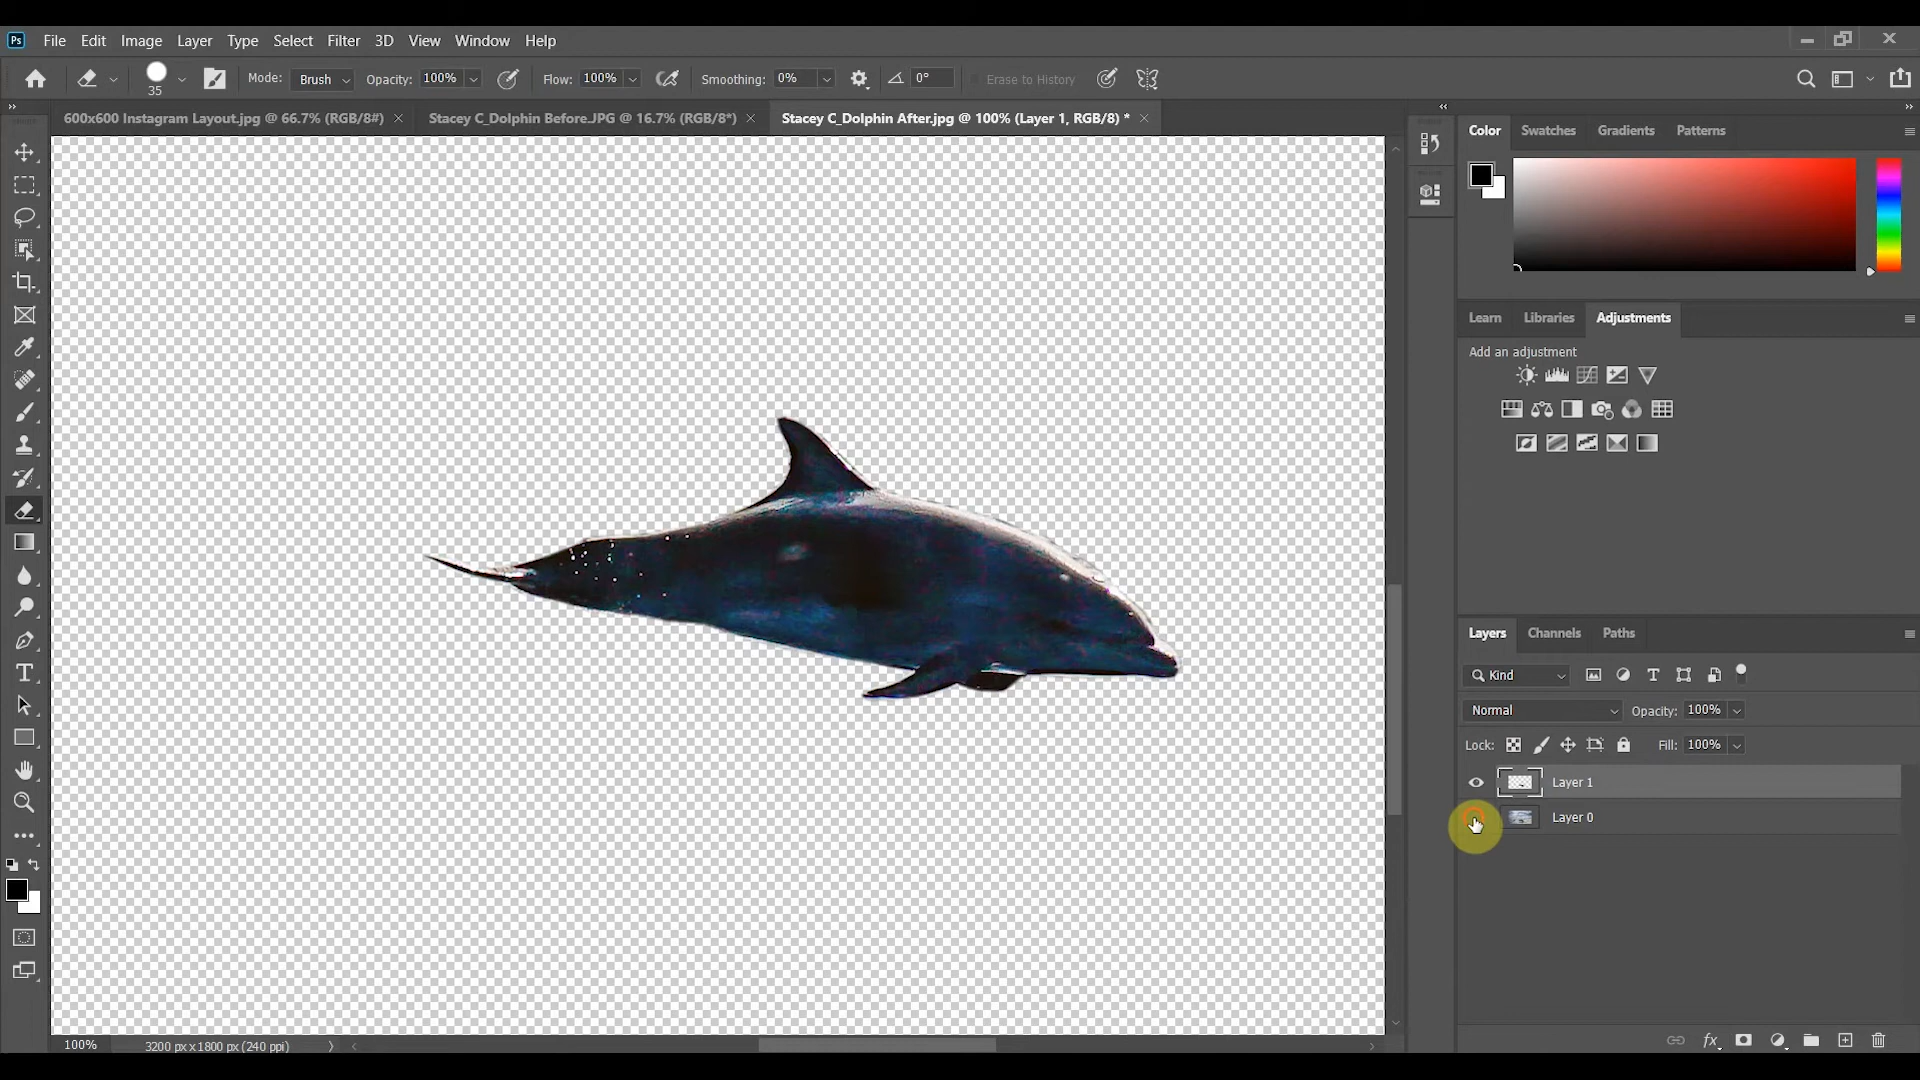 Ps File Edit Image Layer Type Select Filter 3D View Window Help
35 Mode: Brush Opacity: 100% Flow: 100% Smoothing: 0% 0° Erase to History
600x600 Instagram Layout.jpg @ 66.7% (RGB/8#) Stacey C_Dolphin Before.JPG @ 16.7% (RGB/8*) Stacey C_Dolphin After.jpg @ 100% (Layer 1, RGB/8) *
Color Swatches Gradients Patterns
Learn Libraries Adjustments
Add an adjustment
Layers Channels Paths
Kind
Normal Opacity: 100%
Lock: Fill: 100%
Layer 1
Layer 0
100% 3200 px x 1800 px (240 ppi)
fx